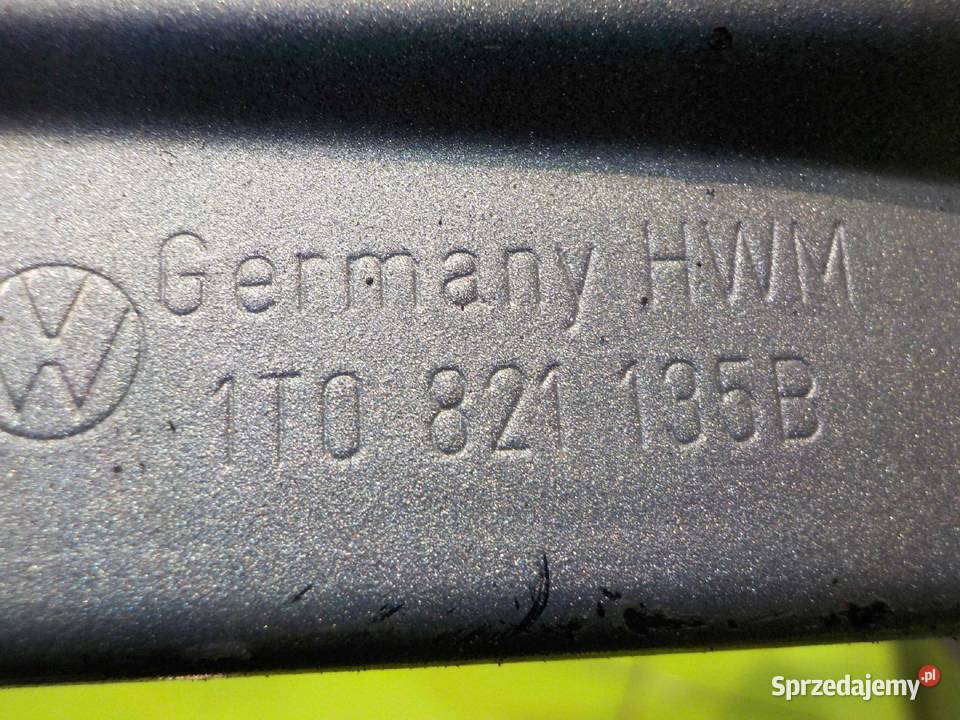 Germany HWM
1T0 821 135B
Sprzedajemy.pl